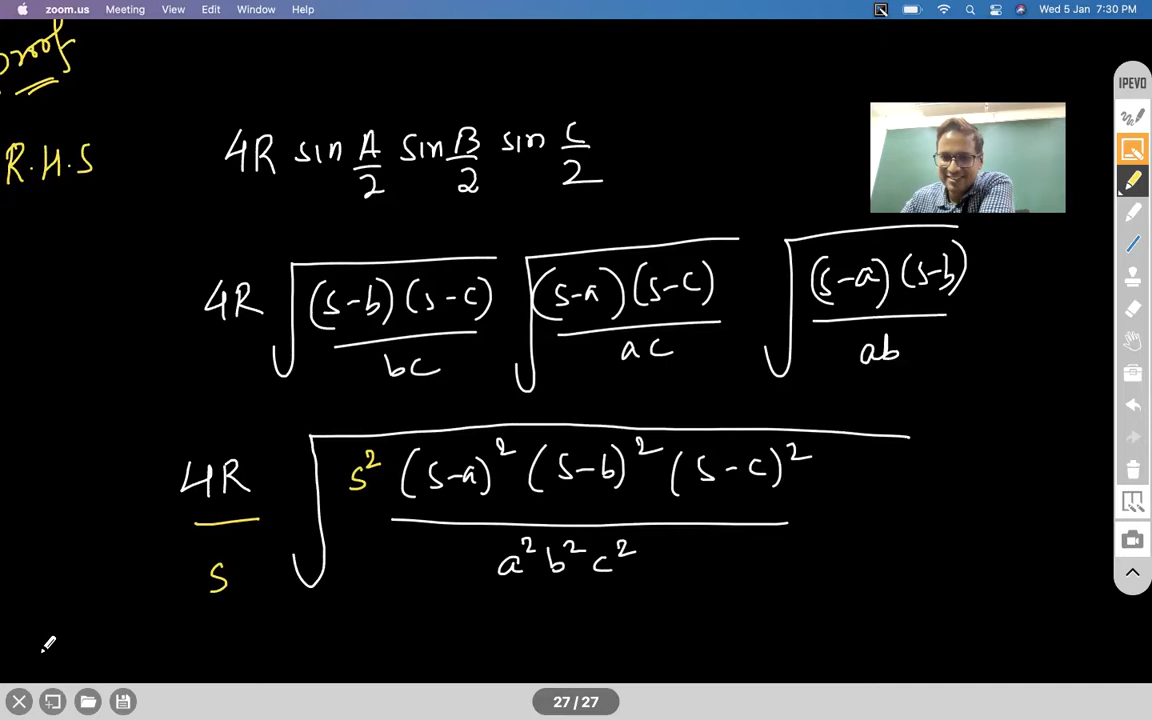 zoom.us Meeting View Edit Window Help Wed 5 Jan 7:30 PM
proof
IPEVO
R.H.S 4R sin A/2 sin B/2 sin C/2
4R √((s-b)(s-c)/bc) √((s-a)(s-c)/ac) √((s-a)(s-b)/ab)
4R/s √(s²(s-a)²(s-b)²(s-c)²/a²b²c²)
27/27